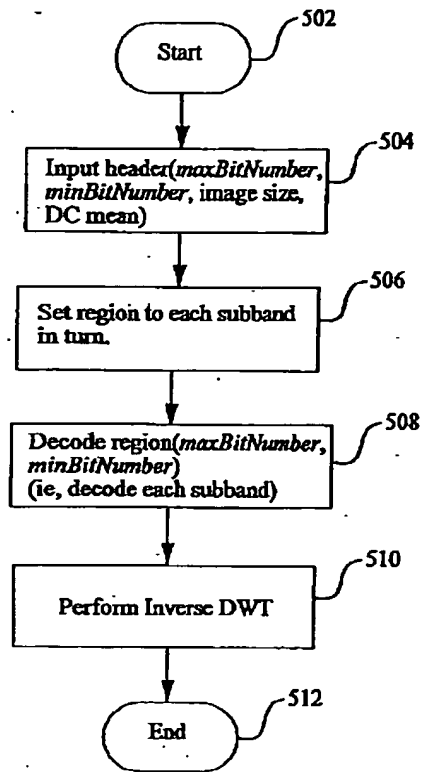 502
Start
504
Input header(maxBitNumber,
minBitNumber, image size,
DC mean)
506
Set region to each subband
in turn.
508
Decode region(maxBitNumber,
minBitNumber)
(ie, decode each subband)
510
Perform Inverse DWT
512
End